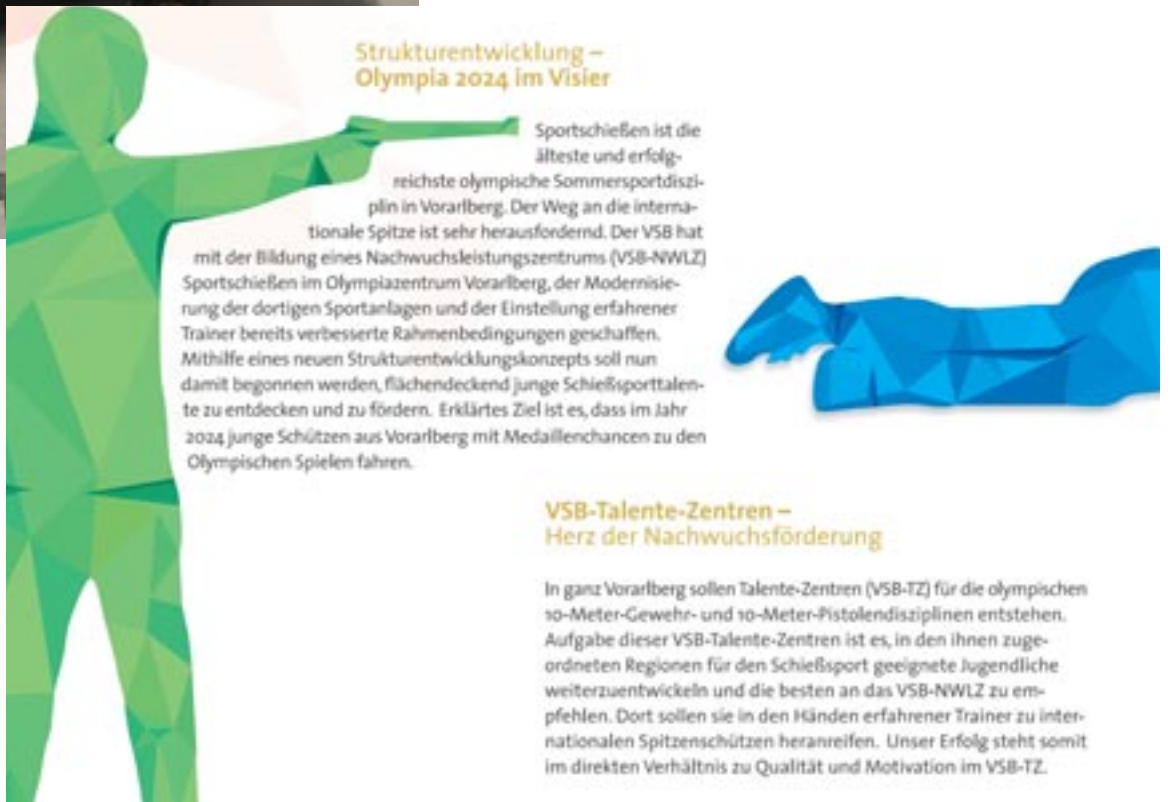 Strukturentwicklung –
Olympia 2024 im Visier
Sportschießen ist die
älteste und erfolg-
reichste olympische Sommersportdiszi-
plin in Vorarlberg. Der Weg an die interna-
tionale Spitze ist sehr herausfordernd. Der VSB hat
mit der Bildung eines Nachwuchsleistungszentrums (VSB-NWLZ)
Sportschießen im Olympiazentrum Vorarlberg, der Modernisie-
rung der dortigen Sportanlagen und der Einstellung erfahrener
Trainer bereits verbesserte Rahmenbedingungen geschaffen.
Mithilfe eines neuen Strukturentwicklungskonzepts soll nun
damit begonnen werden, flächendeckend junge Schießsporttalen-
te zu entdecken und zu fördern. Erklärtes Ziel ist es, dass im Jahr
2024 junge Schützen aus Vorarlberg mit Medaillenchancen zu den
Olympischen Spielen fahren.
VSB-Talente-Zentren –
Herz der Nachwuchsförderung
In ganz Vorarlberg sollen Talente-Zentren (VSB-TZ) für die olympischen
10-Meter-Gewehr- und 10-Meter-Pistolendisziplinen entstehen.
Aufgabe dieser VSB-Talente-Zentren ist es, in den ihnen zuge-
ordneten Regionen für den Schießsport geeignete Jugendliche
weiterzuentwickeln und die besten an das VSB-NWLZ zu em-
pfehlen. Dort sollen sie in den Händen erfahrener Trainer zu inter-
nationalen Spitzenschützen heranreifen. Unser Erfolg steht somit
im direkten Verhältnis zu Qualität und Motivation im VSB-TZ.